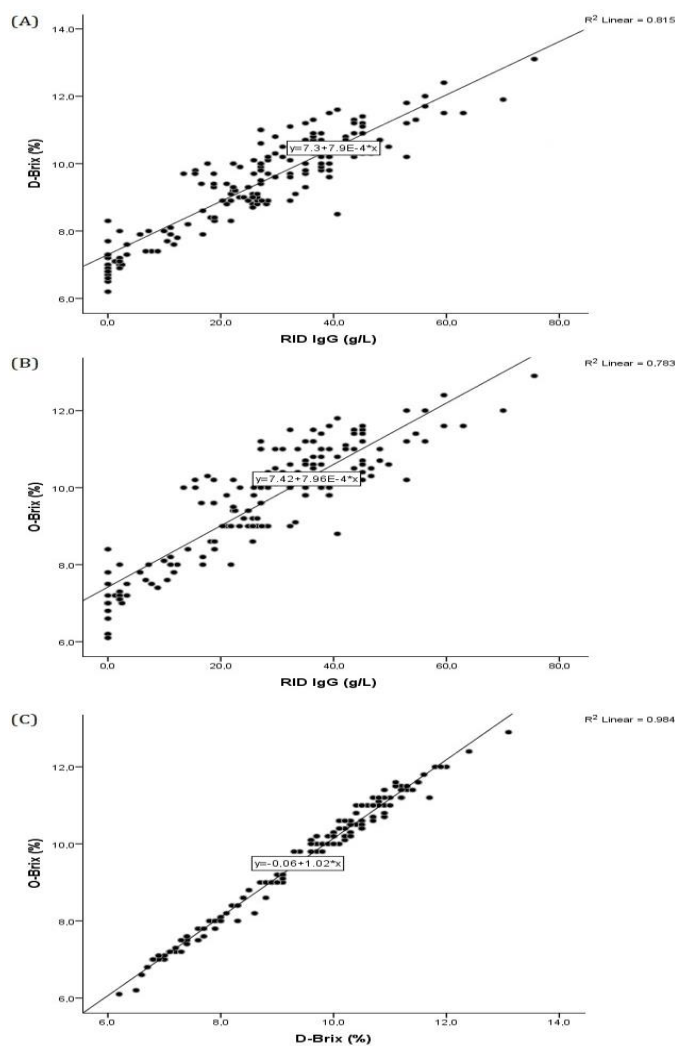 (A)
R² Linear = 0.815
14.0
12.0
10.0
8.0
6.0
D-Brix (%)
y=7.3+7.9E-4*x
0,0
20.0
40.0
60.0
80,0
RID IgG (g/L)
(B)
R² Linear = 0.783
12.0
10.0
8.0
6.0
O-Brix (%)
y=7.42+7.96E-4*x
0,0
20.0
40.0
60.0
80,0
RID IgG (g/L)
(C)
R² Linear = 0.984
12.0
10.0
8.0
6.0
O-Brix (%)
y=-0,06+1.02*x
6.0
8.0
10.0
12.0
14.0
D-Brix (%)